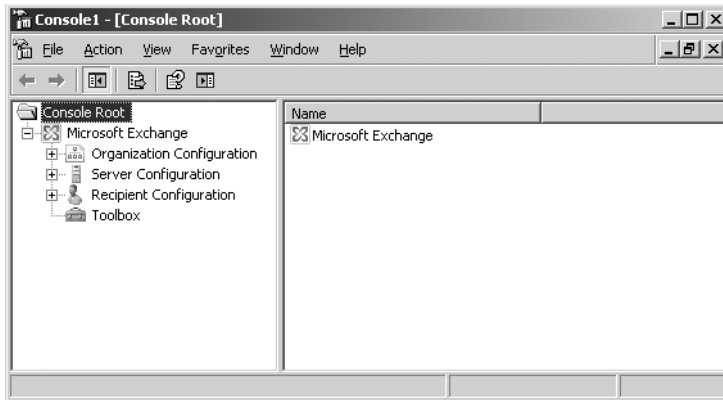 Console1 - [Console Root]
File Action View Favorites Window Help
Console Root
Microsoft Exchange
Organization Configuration
Server Configuration
Recipient Configuration
Toolbox
Name
Microsoft Exchange